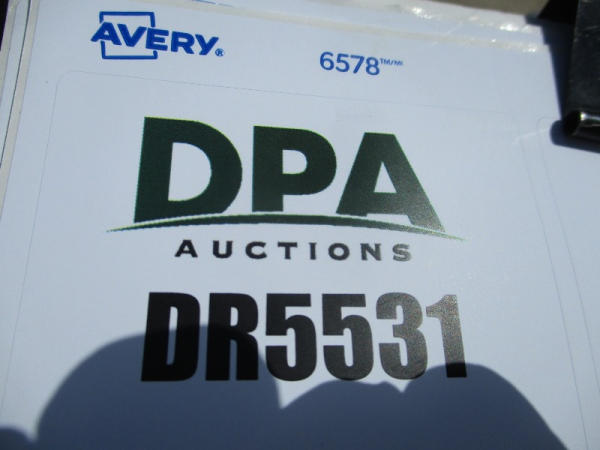 AVERY®
6578™/MC
DPA
AUCTIONS
DR5531